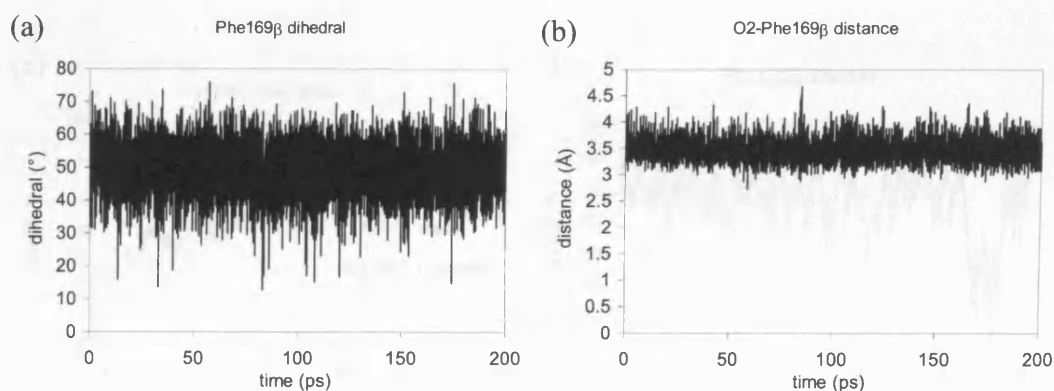 (a)
Phe169β dihedral
dihedral (°)
80
70
60
50
40
30
20
10
0
0 50 100 150 200
time (ps)
(b)
O2-Phe169β distance
distance (Å)
5
4.5
4
3.5
3
2.5
2
1.5
1
0.5
0
0 50 100 150 200
time (ps)